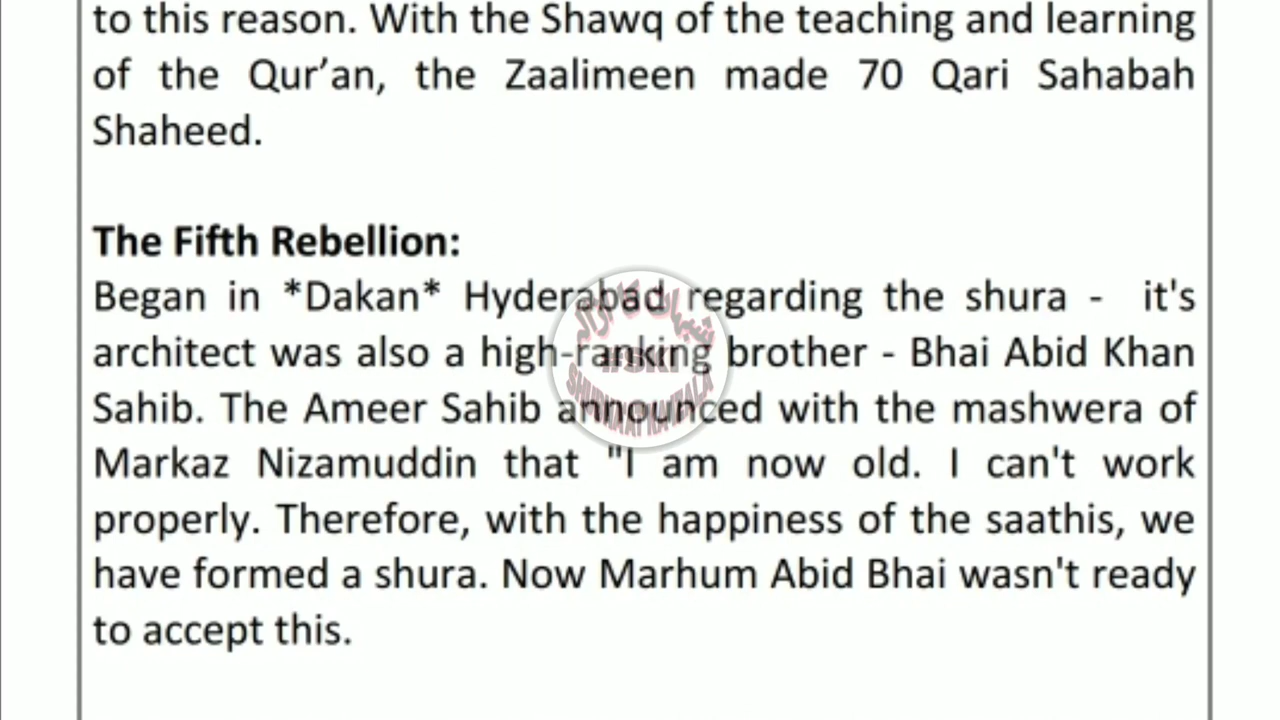 to this reason. With the Shawq of the teaching and learning
of the Qur’an, the Zaalimeen made 70 Qari Sahabah
Shaheed.
The Fifth Rebellion:
Began in *Dakan* Hyderabad regarding the shura - it's
architect was also a high-ranking brother - Bhai Abid Khan
Sahib. The Ameer Sahib announced with the mashwera of
Markaz Nizamuddin that "I am now old. I can't work
properly. Therefore, with the happiness of the saathis, we
have formed a shura. Now Marhum Abid Bhai wasn't ready
to accept this.
#SKI